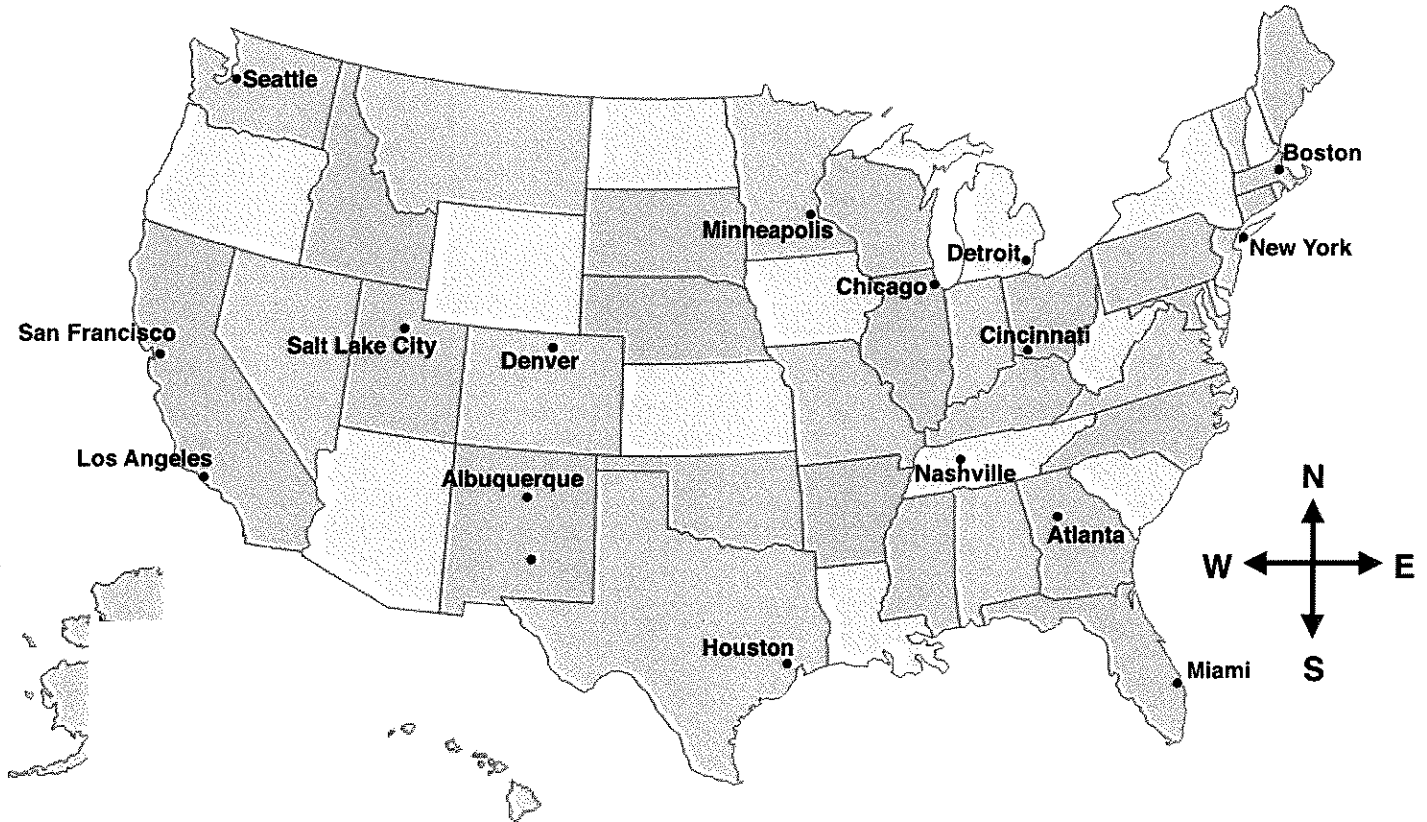 Seattle
Boston
Minneapolis
New York
Detroit
Chicago
San Francisco
Salt Lake City
Cincinnati
Denver
Los Angeles
Albuquerque
Nashville
N
Atlanta
W
E
Houston
S
Miami